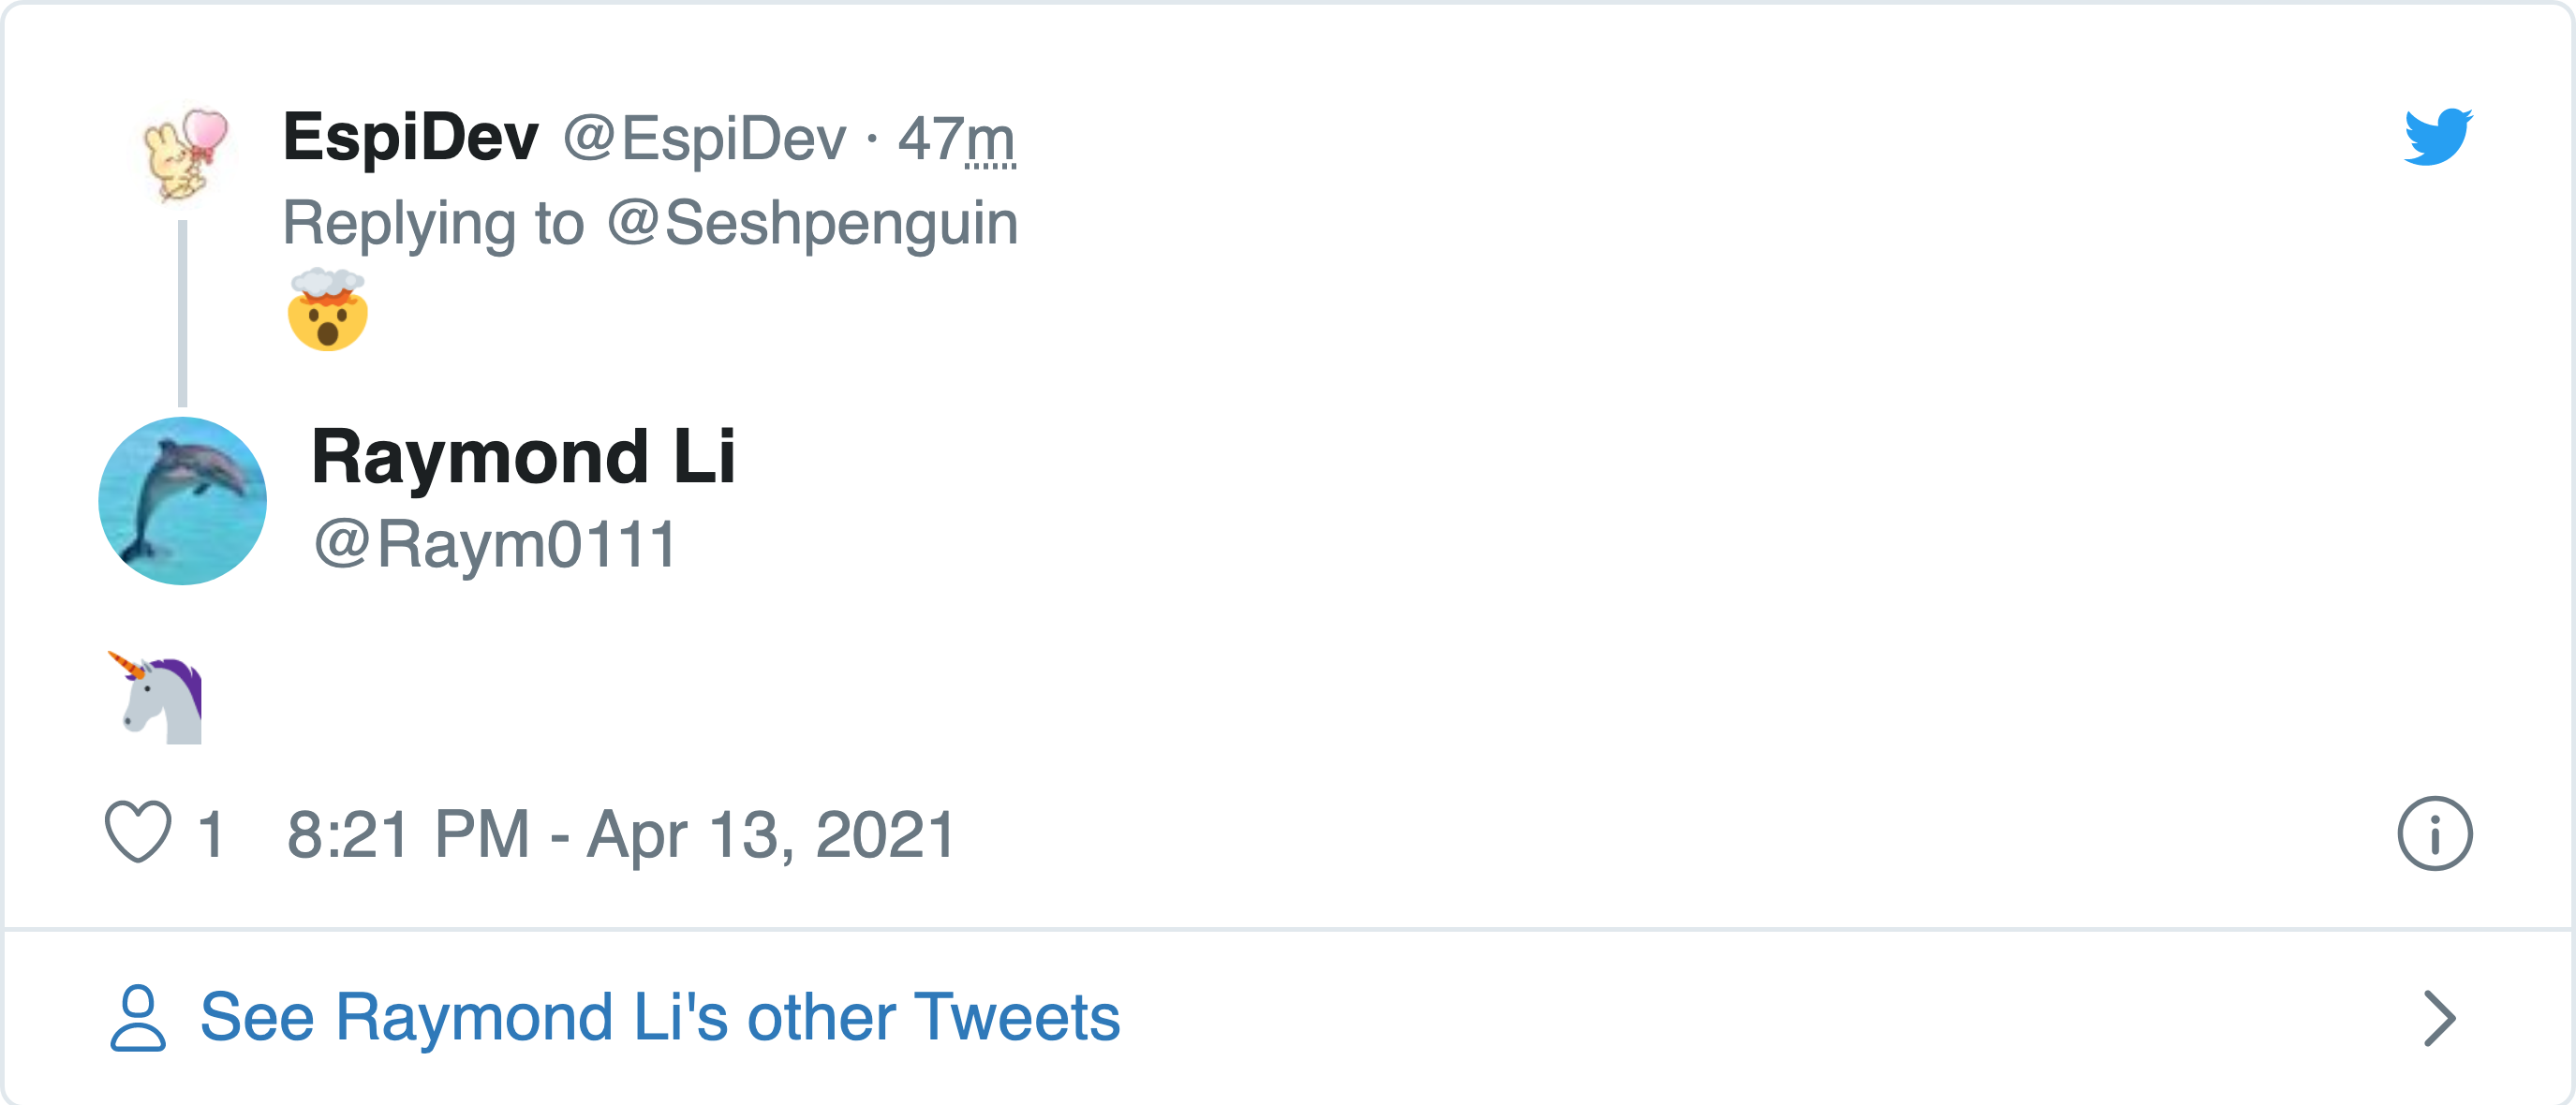 EspiDev @EspiDev · 47m
Replying to @Seshpenguin
🤯
Raymond Li
@Raym0111
🦄
1 8:21 PM - Apr 13, 2021
See Raymond Li's other Tweets